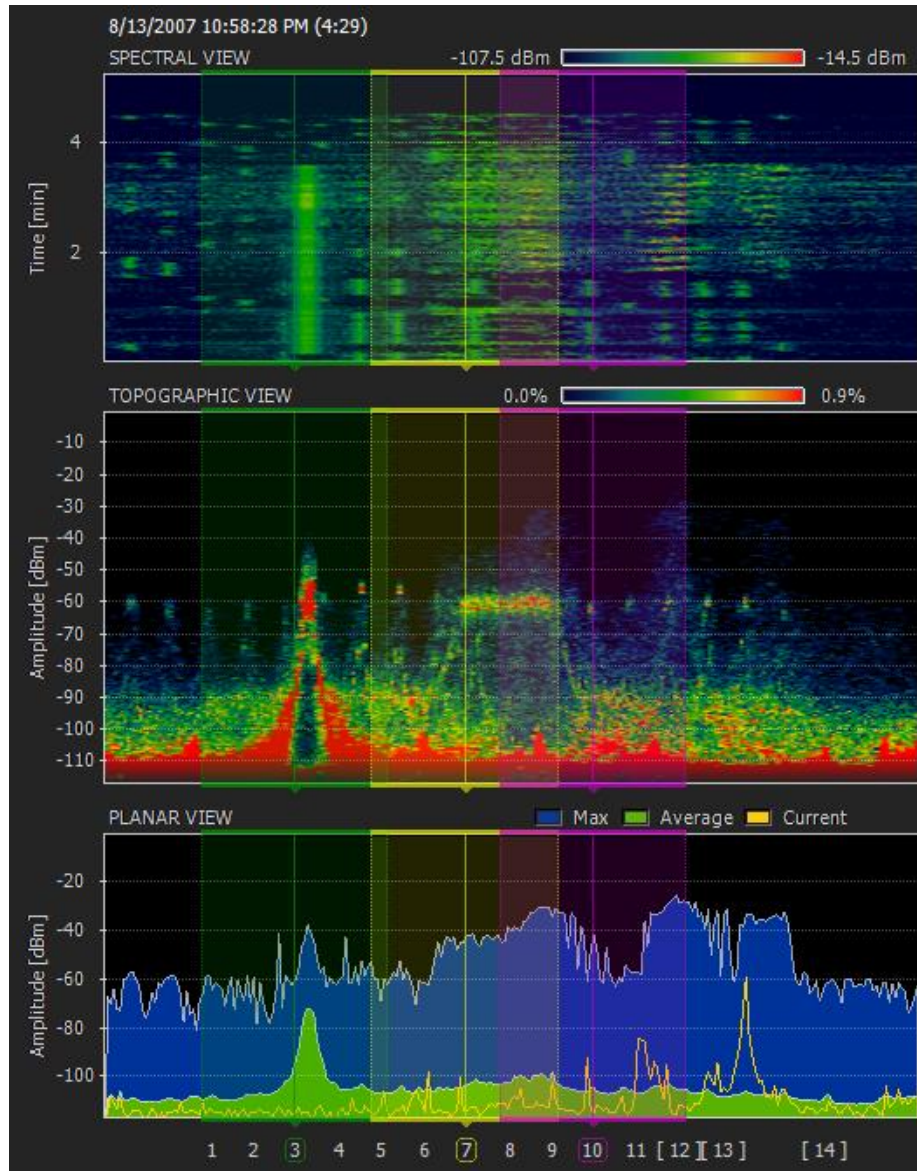 8/13/2007 10:58:28 PM (4:29)
SPECTRAL VIEW -107.5 dBm -14.5 dBm
Time [min]
4
2
TOPOGRAPHIC VIEW 0.0% 0.9%
Amplitude [dBm]
-10
-20
-30
-40
-50
-60
-70
-80
-90
-100
-110
PLANAR VIEW Max Average Current
Amplitude [dBm]
-20
-40
-60
-80
-100
1 2 3 4 5 6 7 8 9 10 11 [ 12 ][ 13 ] [ 14 ]